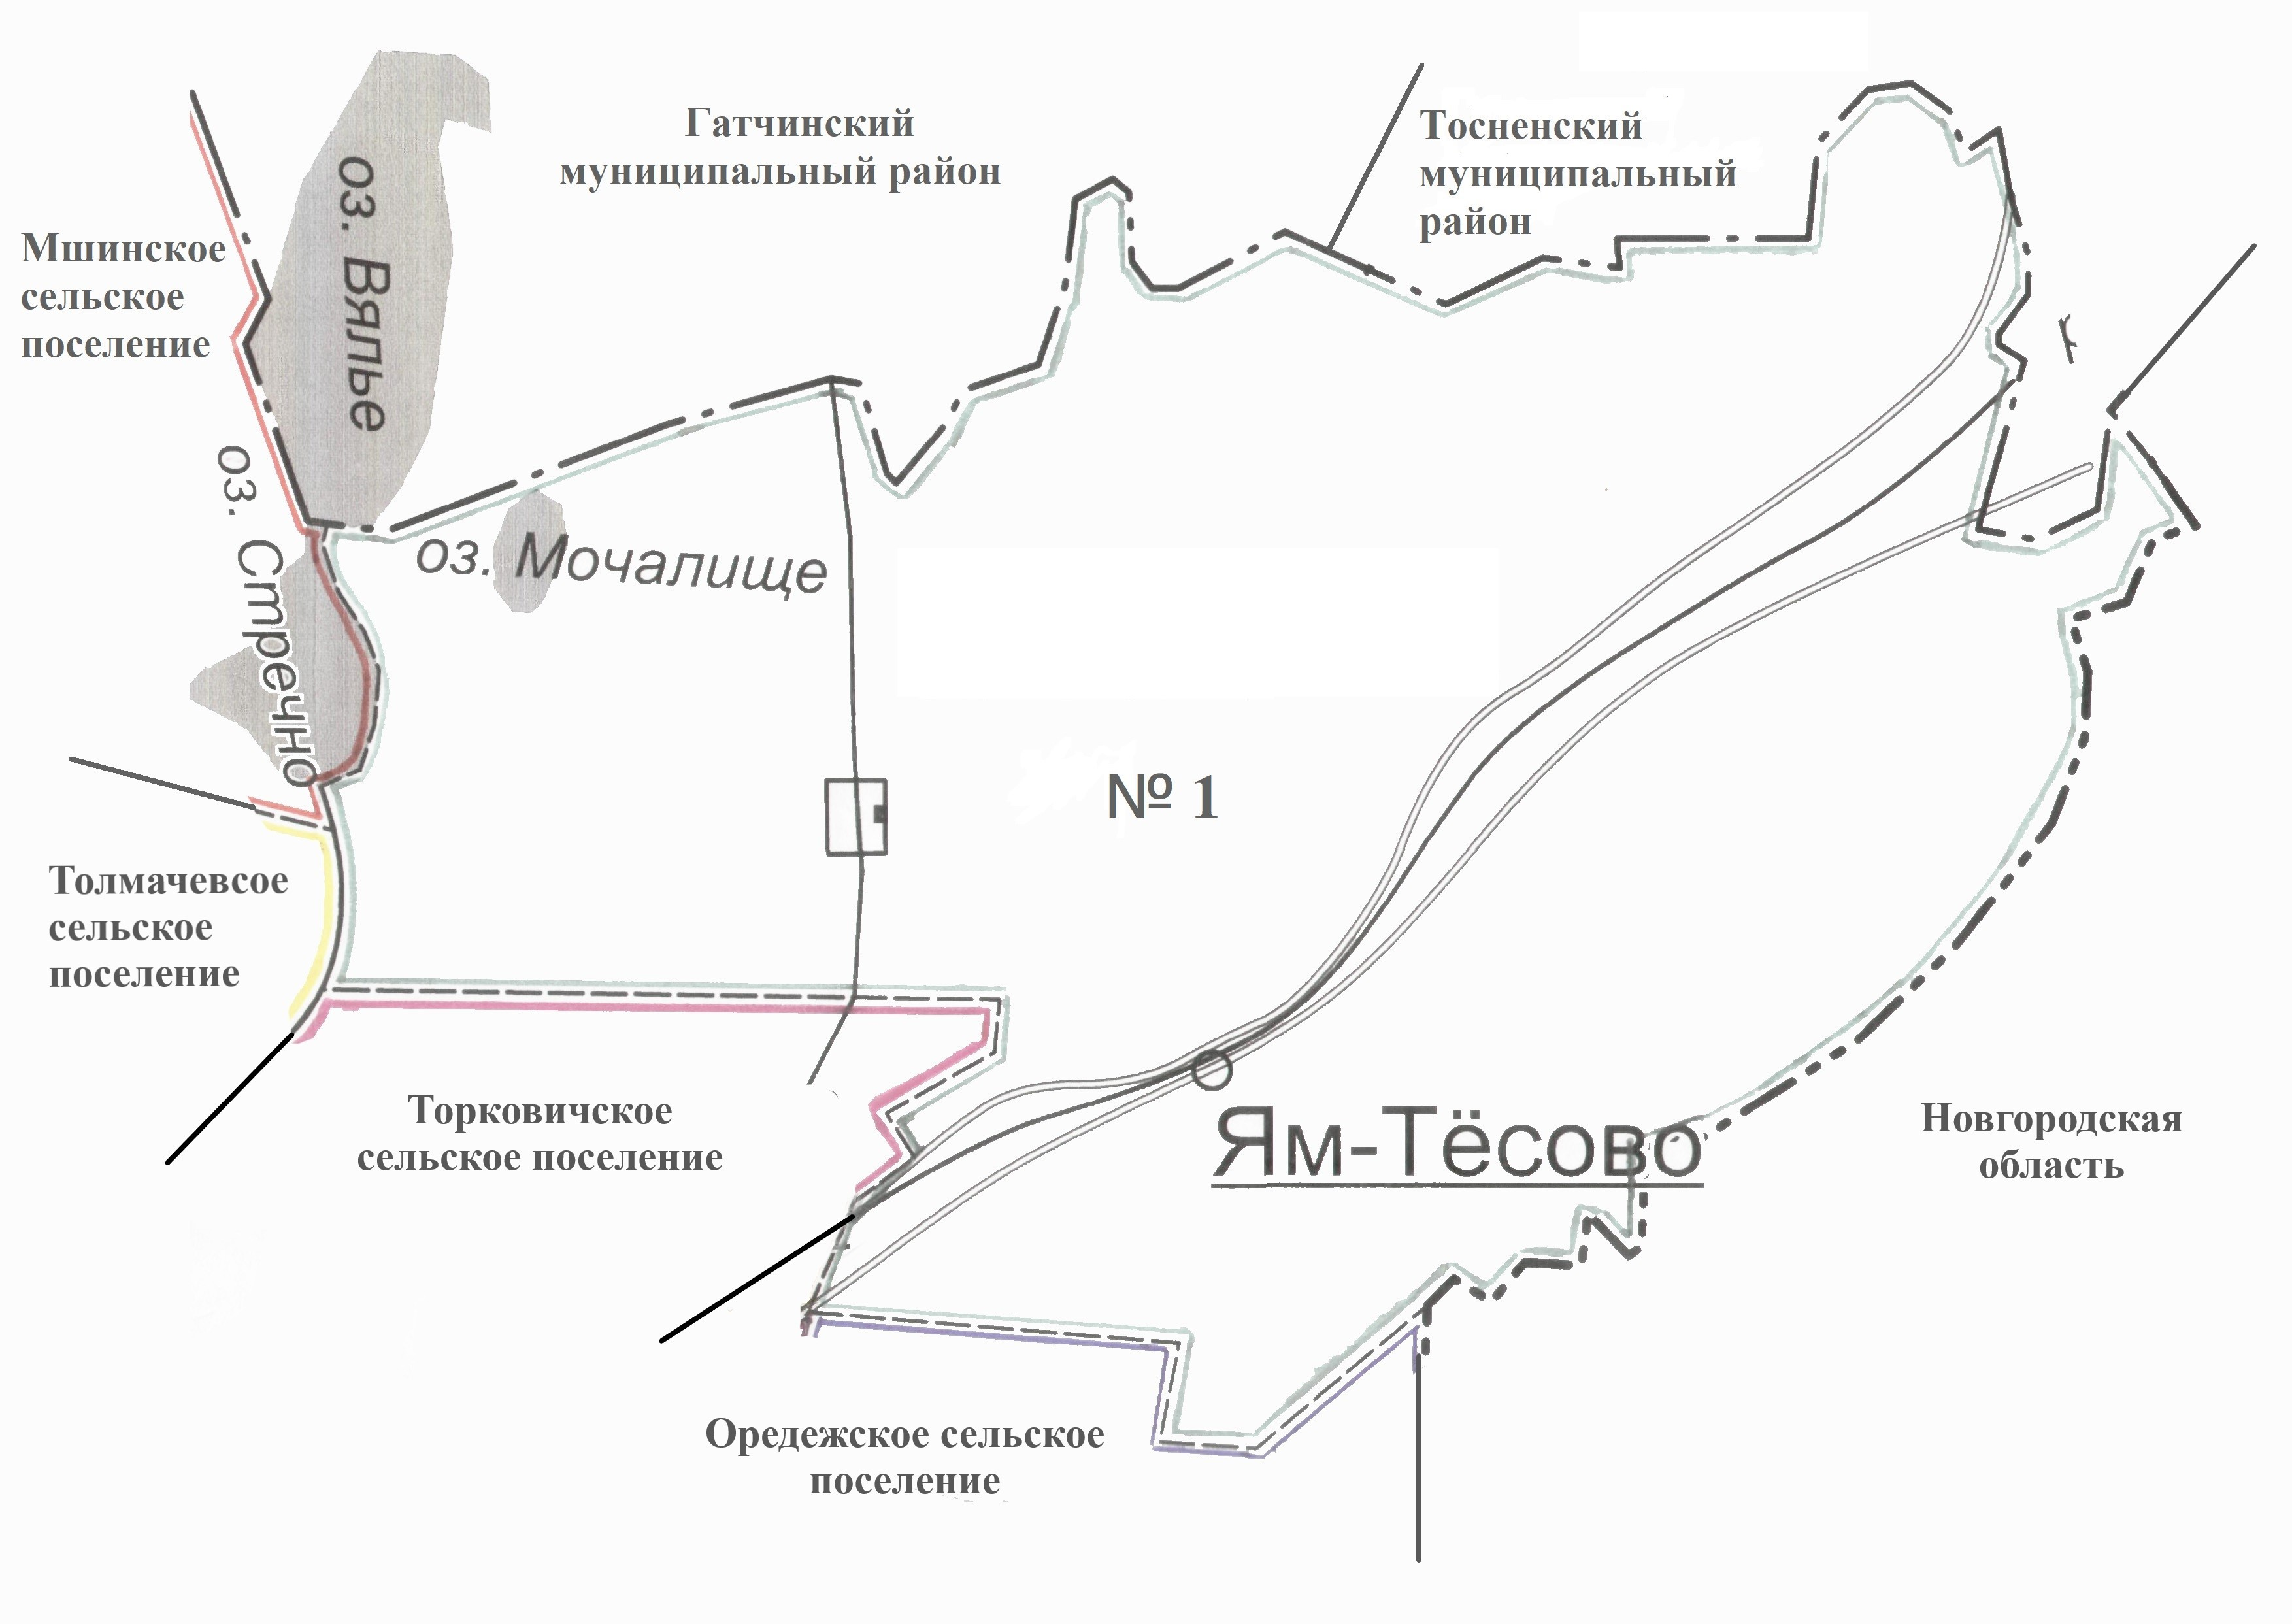 Гатчинский
муниципальный район
Тосненский
муниципальный
район
Мшинское
сельское
поселение
оз. Вялье
оз. Стречно
оз. Мочалище
№ 1
Толмачевсое
сельское
поселение
Торковичское
сельское поселение
Ям-Тёсово
Новгородская
область
Оредежское сельское
поселение